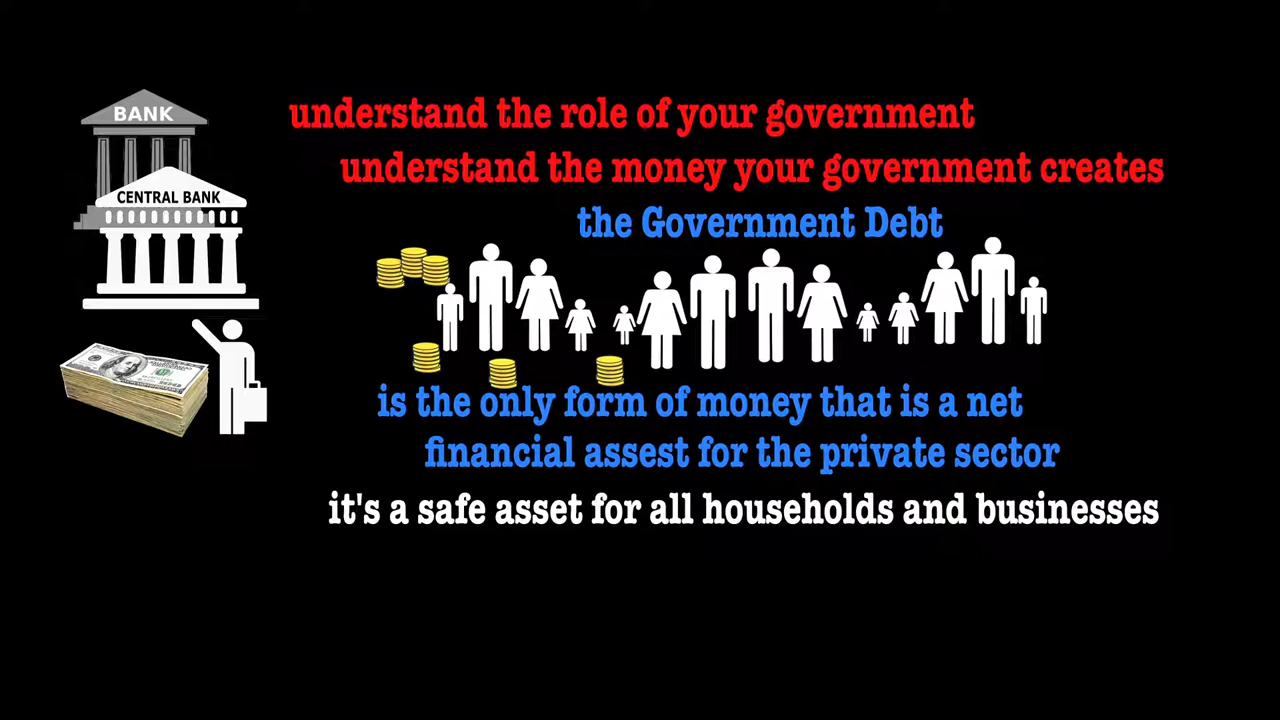 BANK
CENTRAL BANK
understand the role of your government
understand the money your government creates
the Government Debt
is the only form of money that is a net
financial assest for the private sector
it's a safe asset for all households and businesses